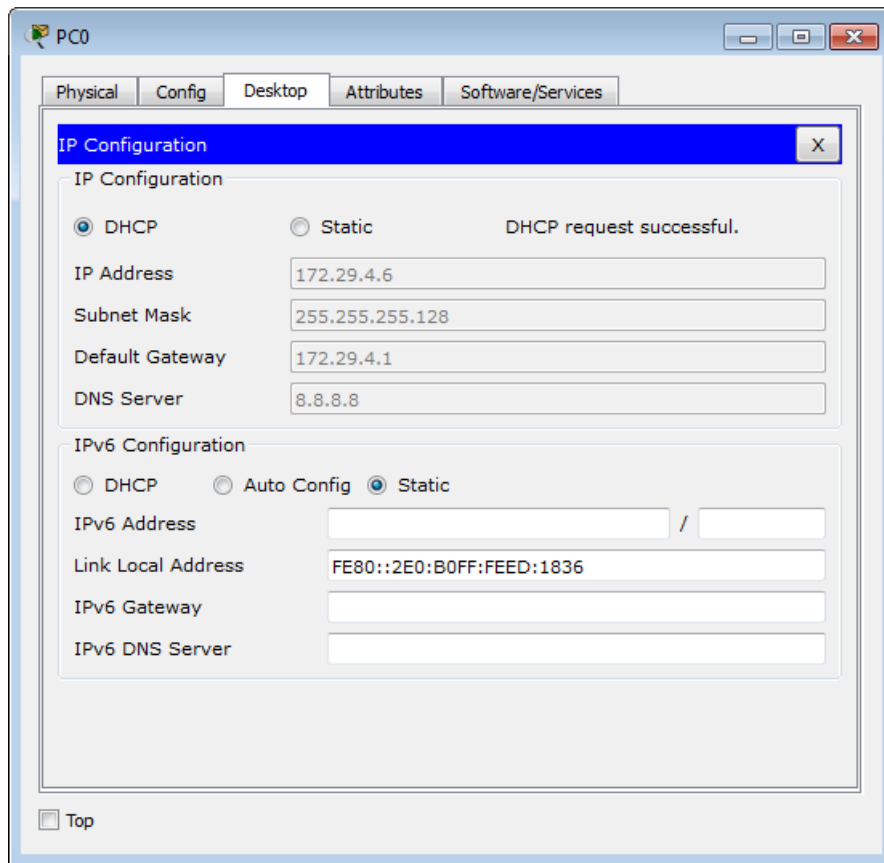 PC0
Physical Config Desktop Attributes Software/Services
IP Configuration X
IP Configuration
DHCP Static DHCP request successful.
IP Address 172.29.4.6
Subnet Mask 255.255.255.128
Default Gateway 172.29.4.1
DNS Server 8.8.8.8
IPv6 Configuration
DHCP Auto Config Static
IPv6 Address /
Link Local Address FE80::2E0:B0FF:FEED:1836
IPv6 Gateway
IPv6 DNS Server
Top